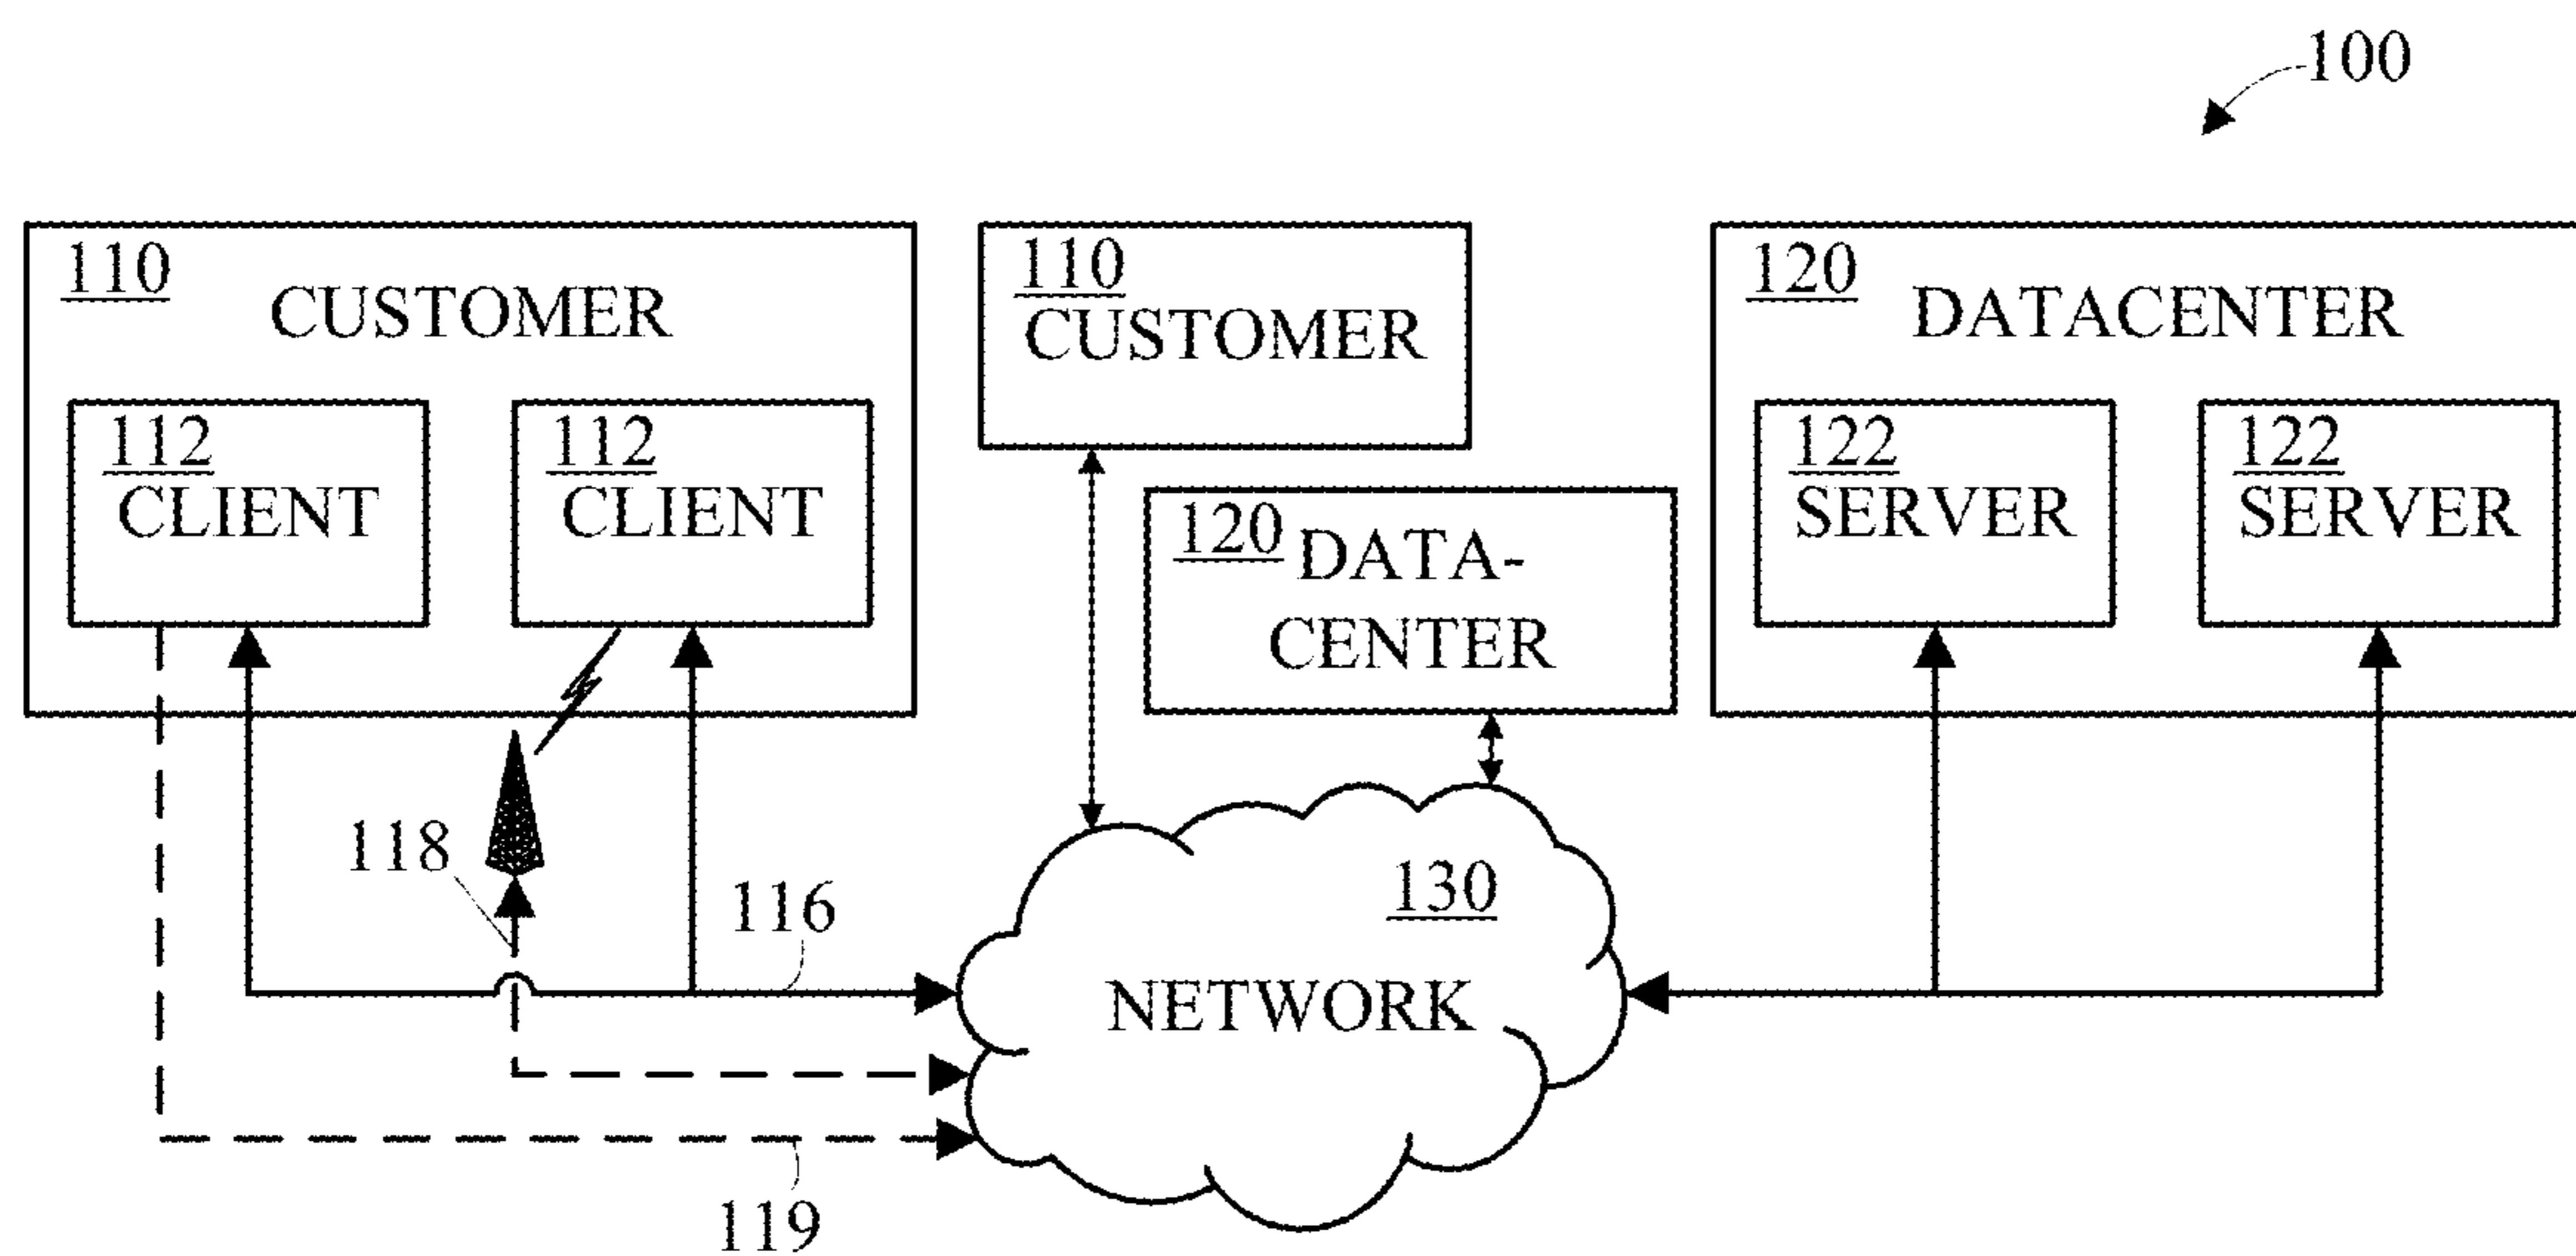 100
110
CUSTOMER
112
CLIENT
112
CLIENT
110
CUSTOMER
120
DATA-
CENTER
120
DATACENTER
122
SERVER
122
SERVER
118
116
130
NETWORK
119